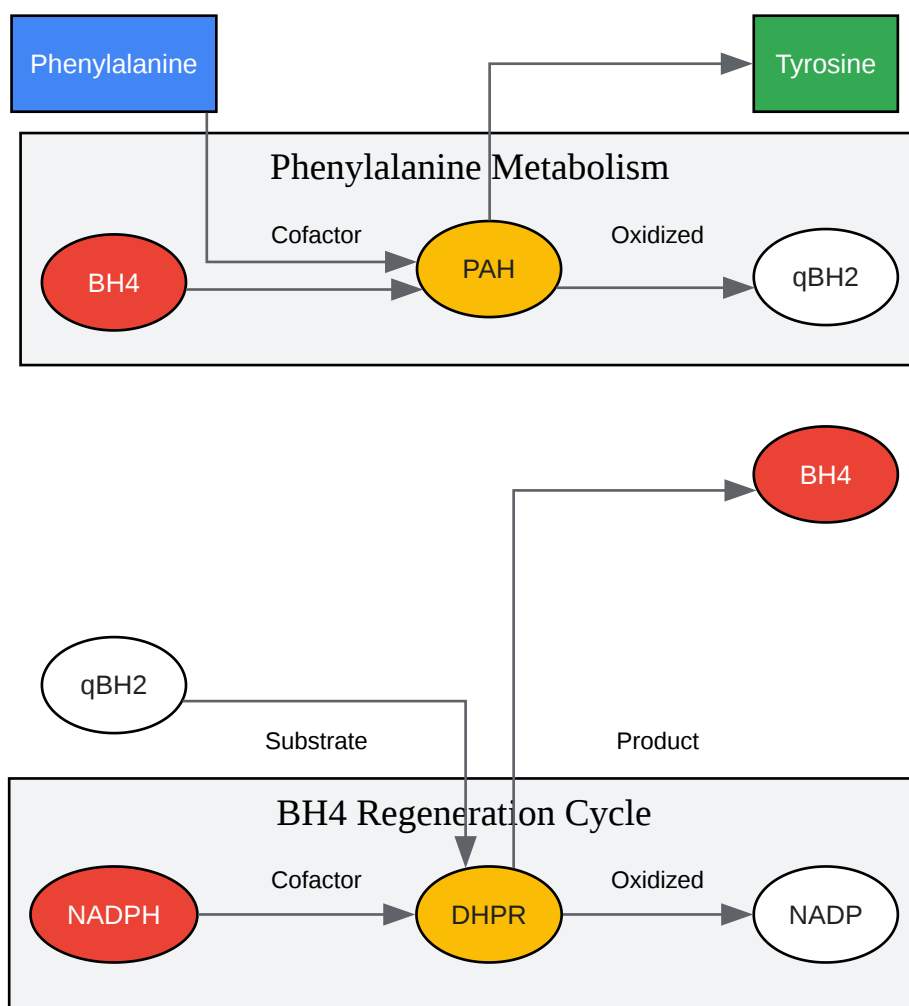 Phenylalanine
Tyrosine
Phenylalanine Metabolism
Cofactor
Oxidized
BH4
PAH
qBH2
BH4
qBH2
Substrate
Product
BH4 Regeneration Cycle
Cofactor
Oxidized
NADPH
DHPR
NADP